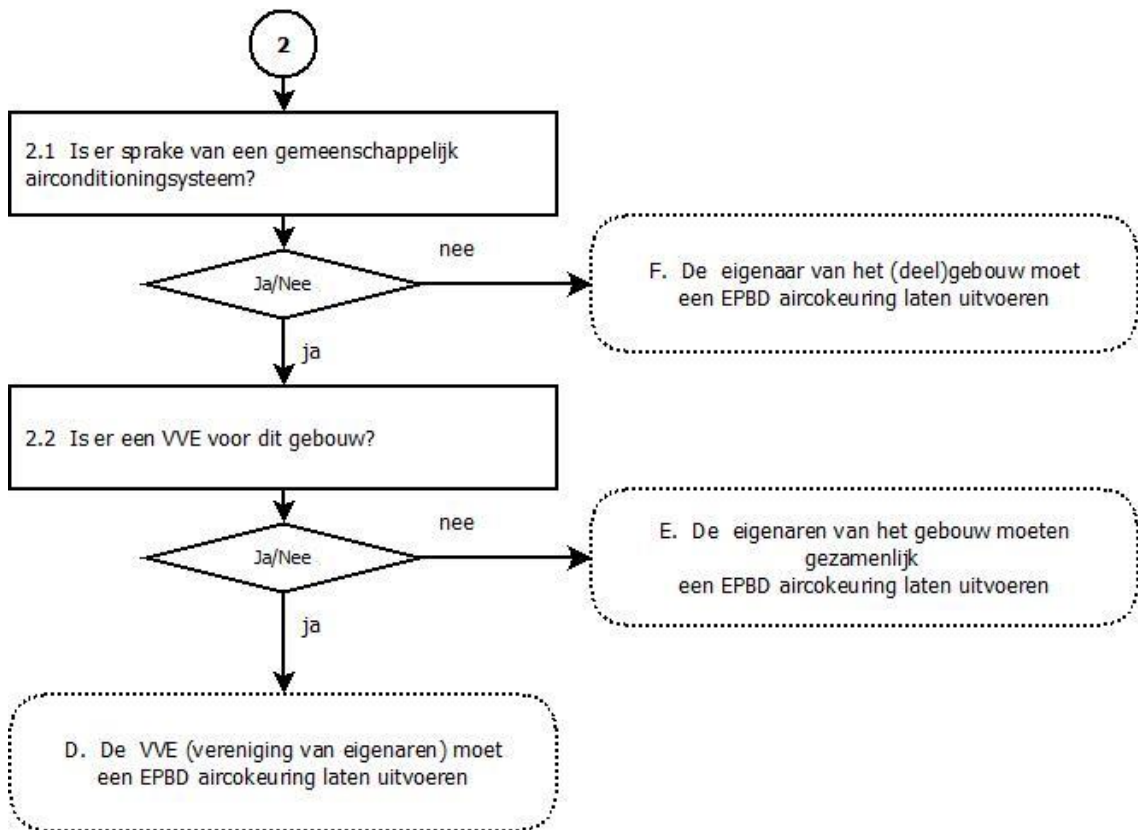 2
2.1 Is er sprake van een gemeenschappelijk
airconditioningsysteem?
nee
Ja/Nee
F. De eigenaar van het (deel)gebouw moet
een EPBD aircokeuring laten uitvoeren
ja
2.2 Is er een VVE voor dit gebouw?
nee
Ja/Nee
E. De eigenaren van het gebouw moeten
gezamenlijk
een EPBD aircokeuring laten uitvoeren
ja
D. De VVE (vereniging van eigenaren) moet
een EPBD aircokeuring laten uitvoeren